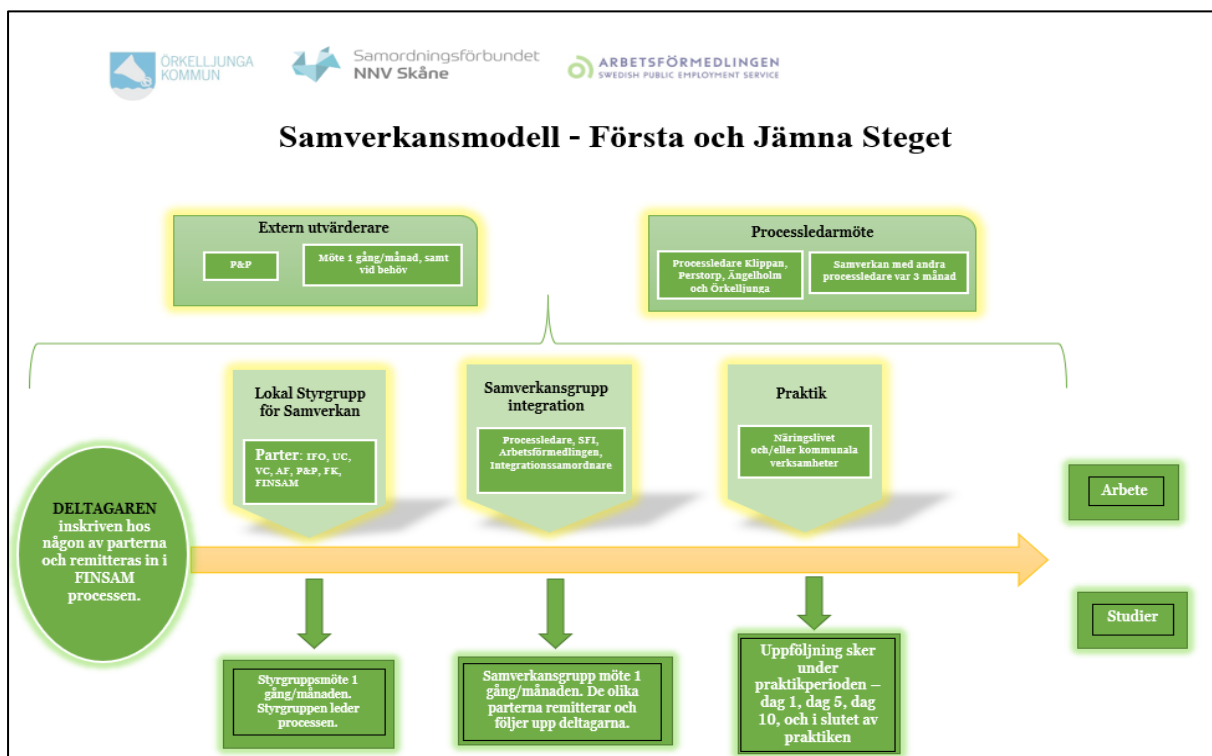 ÖRKELLJUNGA
KOMMUN
Samordningsförbundet
NNV Skåne
ARBETSFÖRMEDLINGEN
SWEDISH PUBLIC EMPLOYMENT SERVICE
Samverkansmodell - Första och Jämna Steget
Extern utvärderare
P&P
Möte 1 gång/månad, samt
vid behöv
Processledarmöte
Processledare Klippan,
Perstorp, Ängelholm
och Örkelljunga
Samverkan med andra
processledare var 3 månad
Lokal Styrgrupp
för Samverkan
Parter: IFO, UC,
VC, AF, P&P, FK,
FINSAM
Samverkansgrupp
integration
Processledare, SFI,
Arbetsförmedlingen,
Integrationssamordnare
Praktik
Näringslivet
och/eller kommunala
verksamheter
DELTAGAREN
inskriven hos
någon av parterna
och remitteras in i
FINSAM
processen.
Arbete
Studier
Styrgruppsmöte 1
gång/månaden.
Styrgruppen leder
processen.
Samverkansgrupp möte 1
gång/månaden. De olika
parterna remitterar och
följer upp deltagarna.
Uppföljning sker
under
praktikperioden –
dag 1, dag 5, dag
10, och i slutet av
praktiken